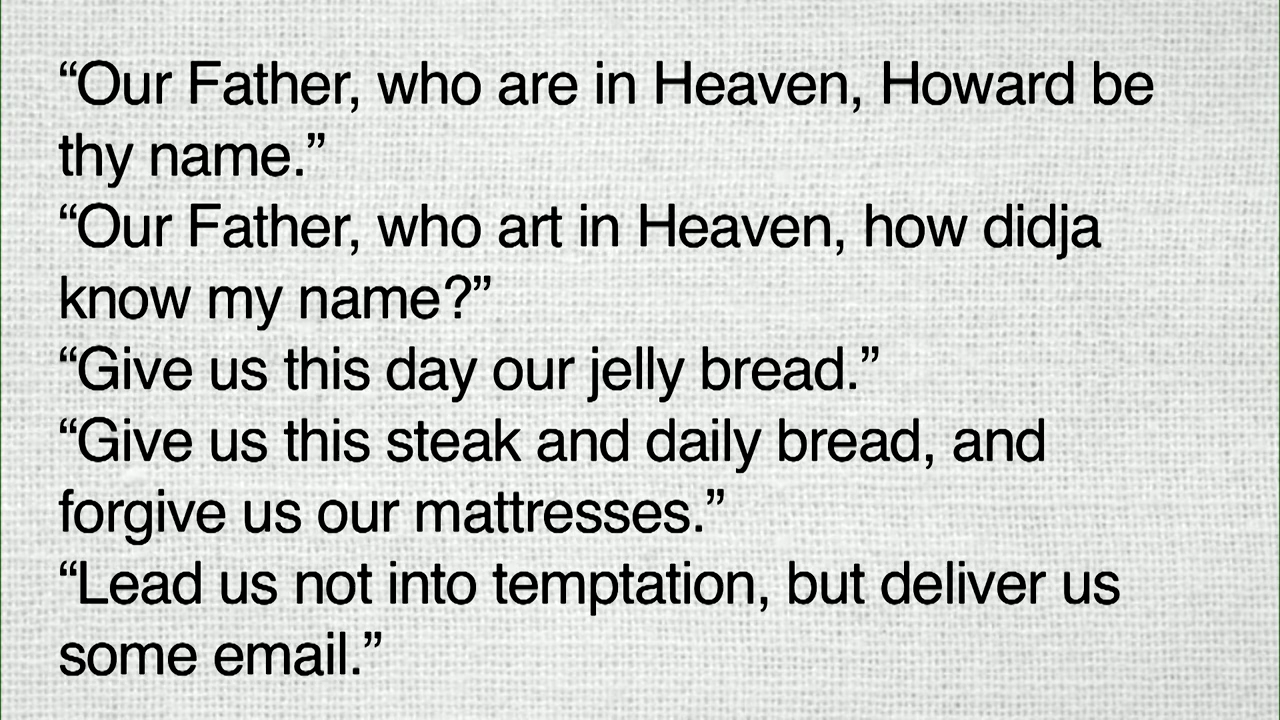 “Our Father, who are in Heaven, Howard be
thy name.”
“Our Father, who art in Heaven, how didja
know my name?”
“Give us this day our jelly bread.”
“Give us this steak and daily bread, and
forgive us our mattresses.”
“Lead us not into temptation, but deliver us
some email.”